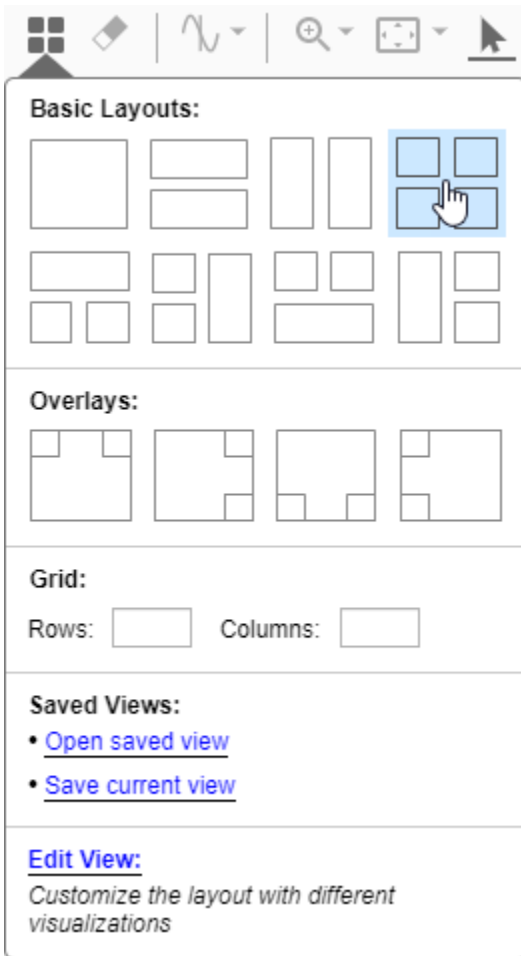 Basic Layouts:
Overlays:
Grid:
Rows: Columns:
Saved Views:
• Open saved view
• Save current view
Edit View:
Customize the layout with different
visualizations